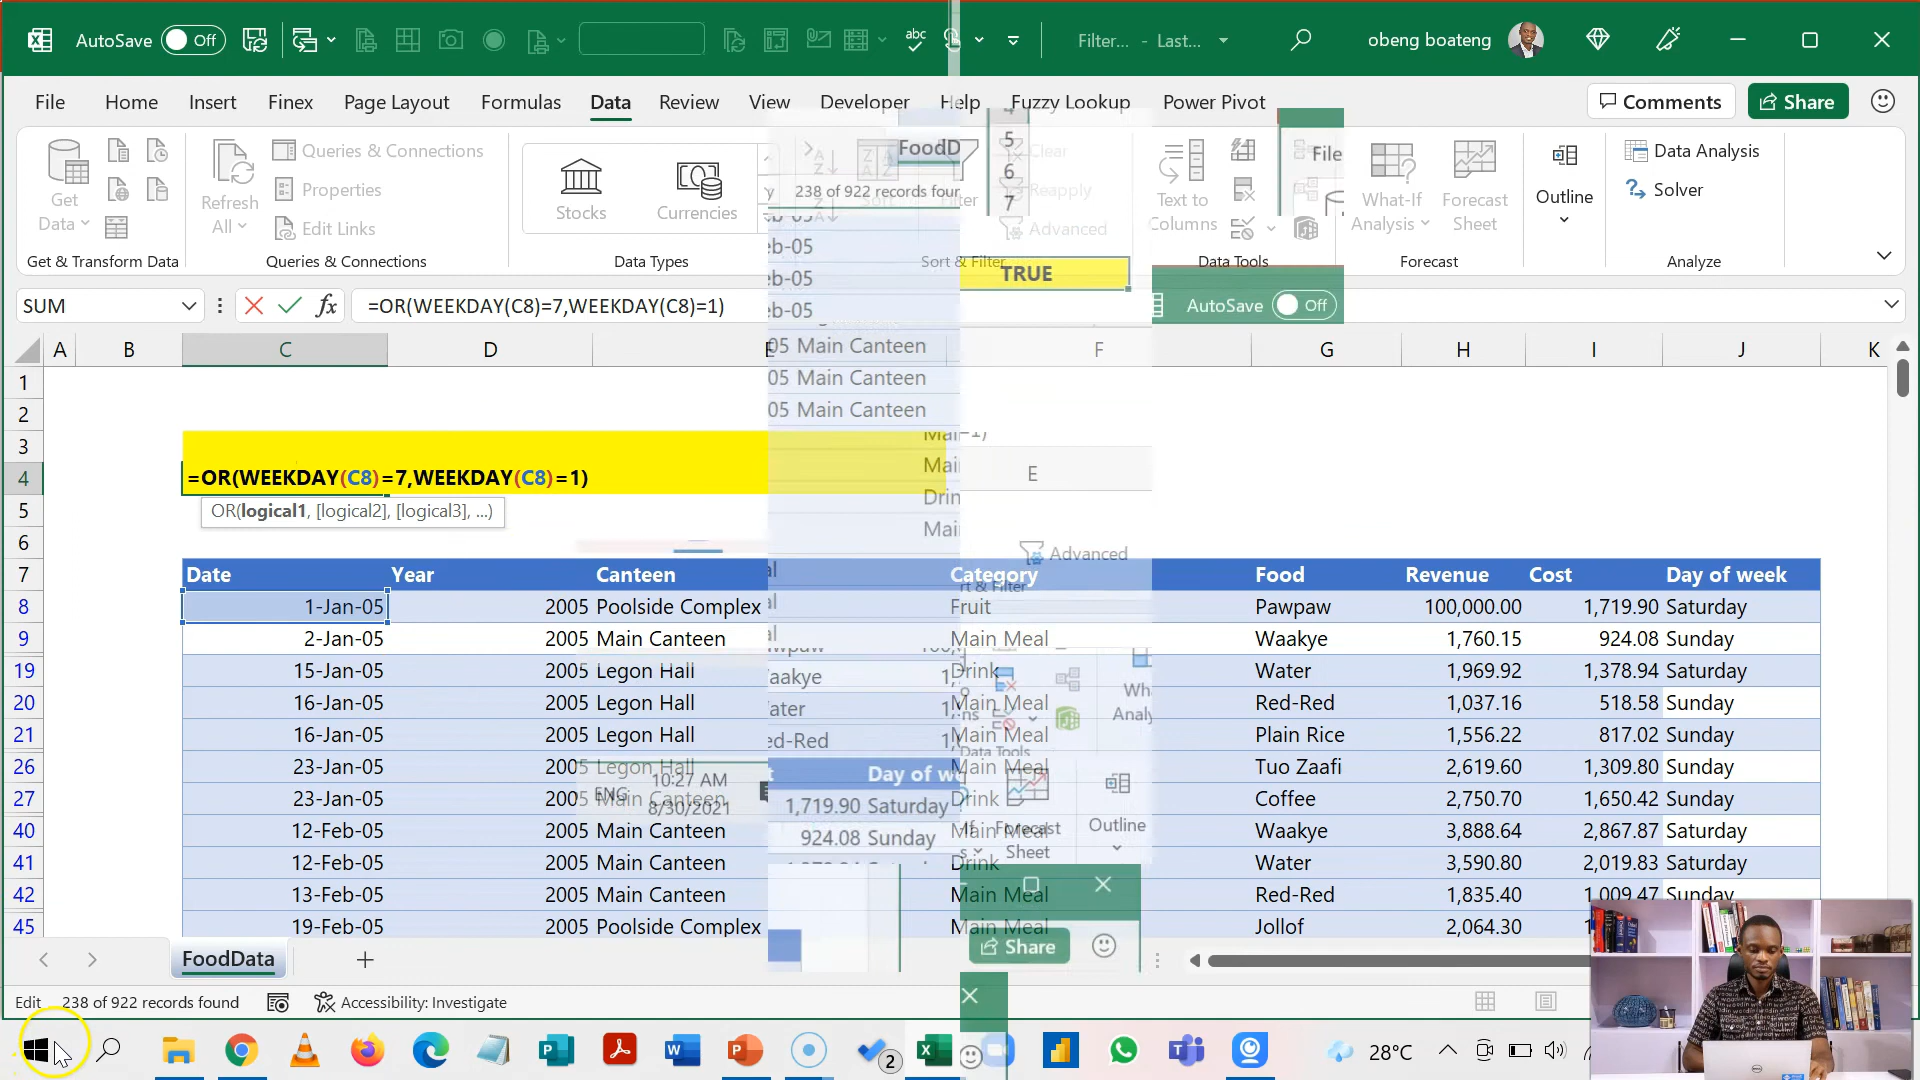 AutoSave Off
Filter... - Last...
obeng boateng
File Home Insert Finex Page Layout Formulas Data Review View Developer Help Fuzzy Lookup Power Pivot
Comments
Share
Get Data
Refresh All
Queries & Connections
Properties
Edit Links
Stocks
Currencies
Get & Transform Data
Queries & Connections
Data Types
FoodD
238 of 922 records four
Clear
Reapply
Advanced
Sort & Filter
Text to Columns
Data Tools
File
What-If Analysis
Forecast Sheet
Forecast
Outline
Data Analysis
Solver
Analyze
TRUE
AutoSave Off
SUM
fx
=OR(WEEKDAY(C8)=7,WEEKDAY(C8)=1)
A B C D E F G H I J K
1
2
3
4 =OR(WEEKDAY(C8)=7,WEEKDAY(C8)=1)
5 OR(logical1, [logical2], [logical3], ...)
6
7 Date Year Canteen Category Food Revenue Cost Day of week
8 1-Jan-05 2005 Poolside Complex Fruit Pawpaw 100,000.00 1,719.90 Saturday
9 2-Jan-05 2005 Main Canteen Main Meal Waakye 1,760.15 924.08 Sunday
19 15-Jan-05 2005 Legon Hall Drink Water 1,969.92 1,378.94 Saturday
20 16-Jan-05 2005 Legon Hall Main Meal Red-Red 1,037.16 518.58 Sunday
21 16-Jan-05 2005 Legon Hall Main Meal Plain Rice 1,556.22 817.02 Sunday
26 23-Jan-05 2005 Legon Hall Main Meal Tuo Zaafi 2,619.60 1,309.80 Sunday
27 23-Jan-05 2005 Main Canteen Drink Coffee 2,750.70 1,650.42 Sunday
40 12-Feb-05 2005 Main Canteen Main Meal Waakye 3,888.64 2,867.87 Saturday
41 12-Feb-05 2005 Main Canteen Drink Water 3,590.80 2,019.83 Saturday
42 13-Feb-05 2005 Main Canteen Main Meal Red-Red 1,835.40 1,009.47 Sunday
45 19-Feb-05 2005 Poolside Complex Main Meal Jollof 2,064.30
05 Main Canteen
05 Main Canteen
05 Main Canteen
E
Advanced
Data Tools
ENG
10:27 AM
8/30/2021
1,719.90 Saturday
924.08 Sunday
Forecast Sheet
Outline
Share
FoodData
Edit 238 of 922 records found Accessibility: Investigate
2
28°C